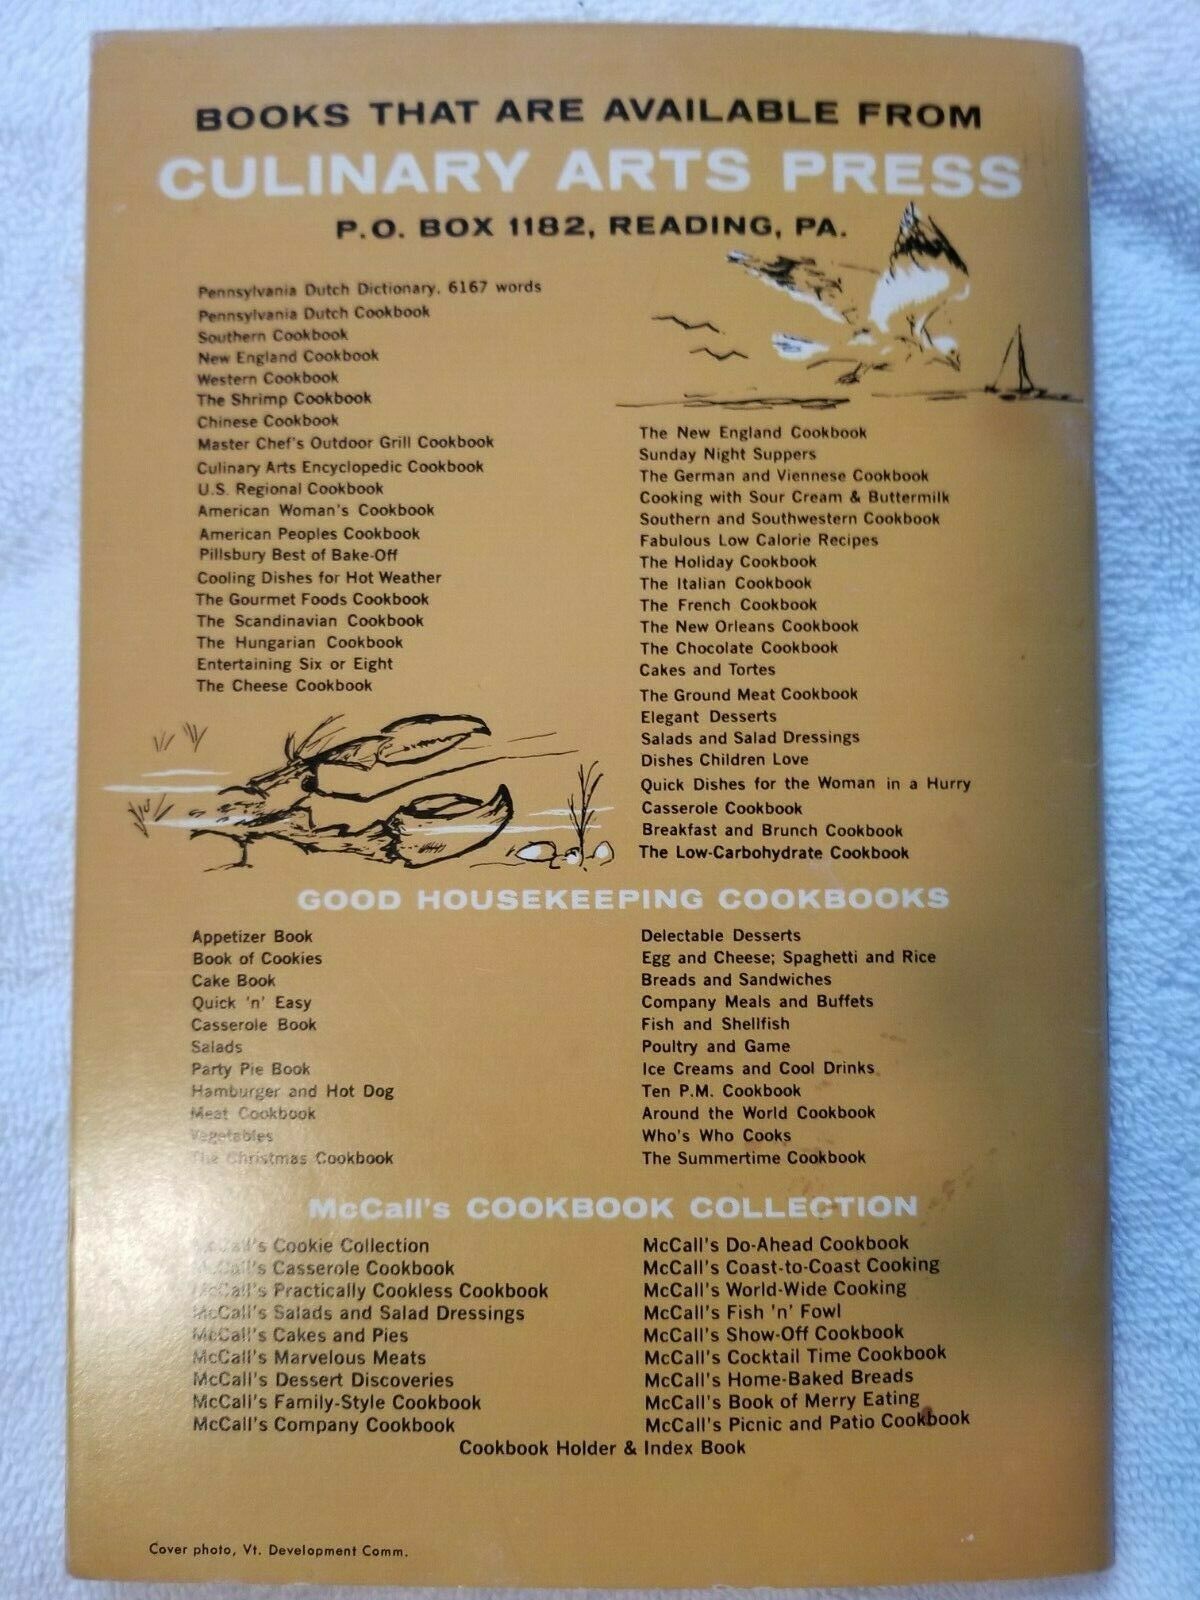 BOOKS THAT ARE AVAILABLE FROM
CULINARY ARTS PRESS
P.O. BOX 1182, READING, PA.
Pennsylvania Dutch Dictionary. 6167 words
Pennsylvania Dutch Cookbook
Southern Cookbook
New England Cookbook
Western Cookbook
The Shrimp Cookbook
Chinese Cookbook
Master Chef's Outdoor Grill Cookbook
Culinary Arts Encyclopedic Cookbook
U.S. Regional Cookbook
American Woman's Cookbook
American Peoples Cookbook
Pillsbury Best of Bake-Off
Cooling Dishes for Hot Weather
The Gourmet Foods Cookbook
The Scandinavian Cookbook
The Hungarian Cookbook
Entertaining Six or Eight
The Cheese Cookbook
The New England Cookbook
Sunday Night Suppers
The German and Viennese Cookbook
Cooking with Sour Cream & Buttermilk
Southern and Southwestern Cookbook
Fabulous Low Calorie Recipes
The Holiday Cookbook
The Italian Cookbook
The French Cookbook
The New Orleans Cookbook
The Chocolate Cookbook
Cakes and Tortes
The Ground Meat Cookbook
Elegant Desserts
Salads and Salad Dressings
Dishes Children Love
Quick Dishes for the Woman in a Hurry
Casserole Cookbook
Breakfast and Brunch Cookbook
The Low-Carbohydrate Cookbook
GOOD HOUSEKEEPING COOKBOOKS
Appetizer Book
Book of Cookies
Cake Book
Quick 'n' Easy
Casserole Book
Salads
Party Pie Book
Hamburger and Hot Dog
Meat Cookbook
Vegetables
The Christmas Cookbook
Delectable Desserts
Egg and Cheese; Spaghetti and Rice
Breads and Sandwiches
Company Meals and Buffets
Fish and Shellfish
Poultry and Game
Ice Creams and Cool Drinks
Ten P.M. Cookbook
Around the World Cookbook
Who's Who Cooks
The Summertime Cookbook
McCall's COOKBOOK COLLECTION
McCall's Cookie Collection
McCall's Casserole Cookbook
McCall's Practically Cookless Cookbook
McCall's Salads and Salad Dressings
McCall's Cakes and Pies
McCall's Marvelous Meats
McCall's Dessert Discoveries
McCall's Family-Style Cookbook
McCall's Company Cookbook
McCall's Do-Ahead Cookbook
McCall's Coast-to-Coast Cooking
McCall's World-Wide Cooking
McCall's Fish 'n' Fowl
McCall's Show-Off Cookbook
McCall's Cocktail Time Cookbook
McCall's Home-Baked Breads
McCall's Book of Merry Eating
McCall's Picnic and Patio Cookbook
Cookbook Holder & Index Book
Cover photo, Vt. Development Comm.